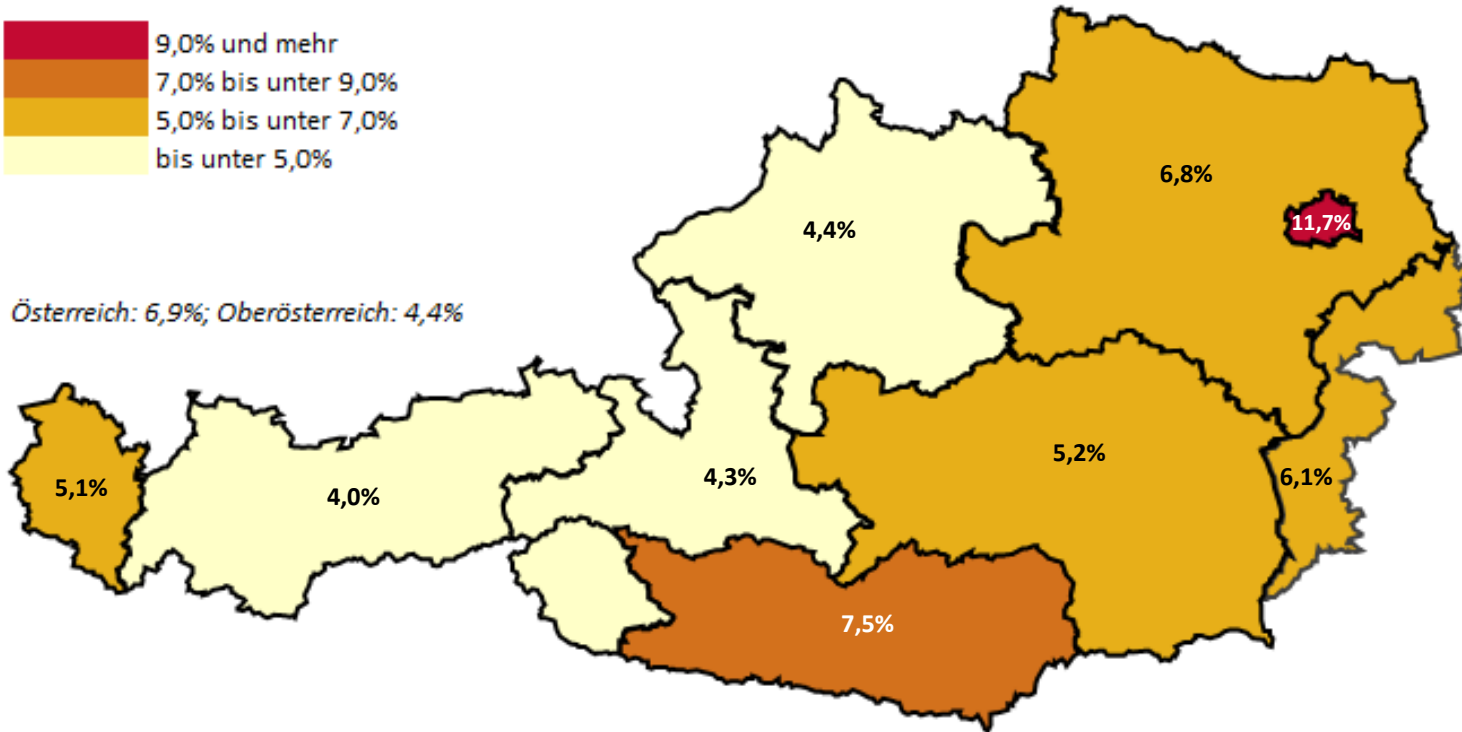 9,0% und mehr
7,0% bis unter 9,0%
5,0% bis unter 7,0%
bis unter 5,0%
6,8%
11,7%
4,4%
Österreich: 6,9%; Oberösterreich: 4,4%
5,2%
4,3%
6,1%
5,1%
4,0%
7,5%